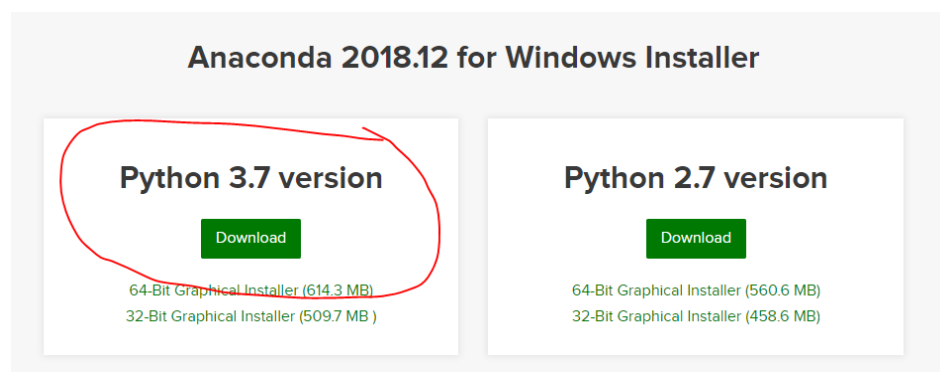 Anaconda 2018.12 for Windows Installer
Python 3.7 version
Download
64-Bit Graphical Installer (614.3 MB)
32-Bit Graphical Installer (509.7 MB )
Python 2.7 version
Download
64-Bit Graphical Installer (560.6 MB)
32-Bit Graphical Installer (458.6 MB)